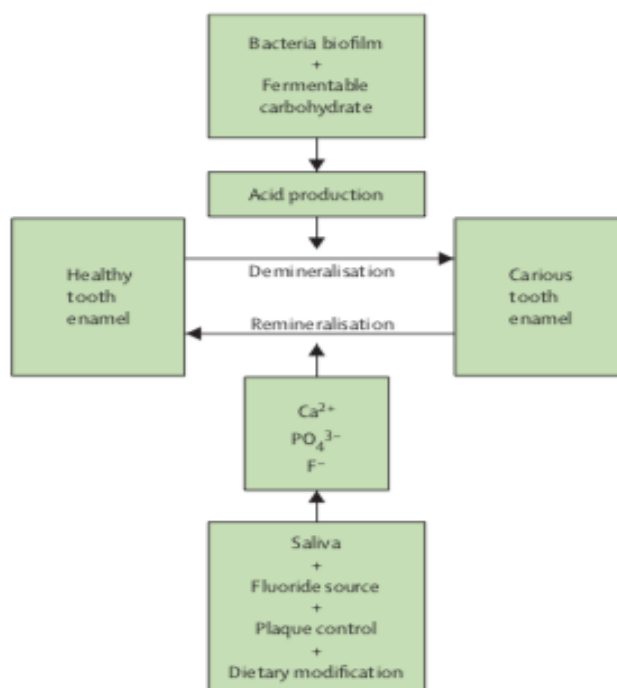 Bacteria biofilm
+
Fermentable
carbohydrate
Acid production
Healthy
tooth
enamel
Demineralisation
Remineralisation
Carious
tooth
enamel
Ca²⁺
PO₄³⁻
F⁻
Saliva
+
Fluoride source
+
Plaque control
+
Dietary modification